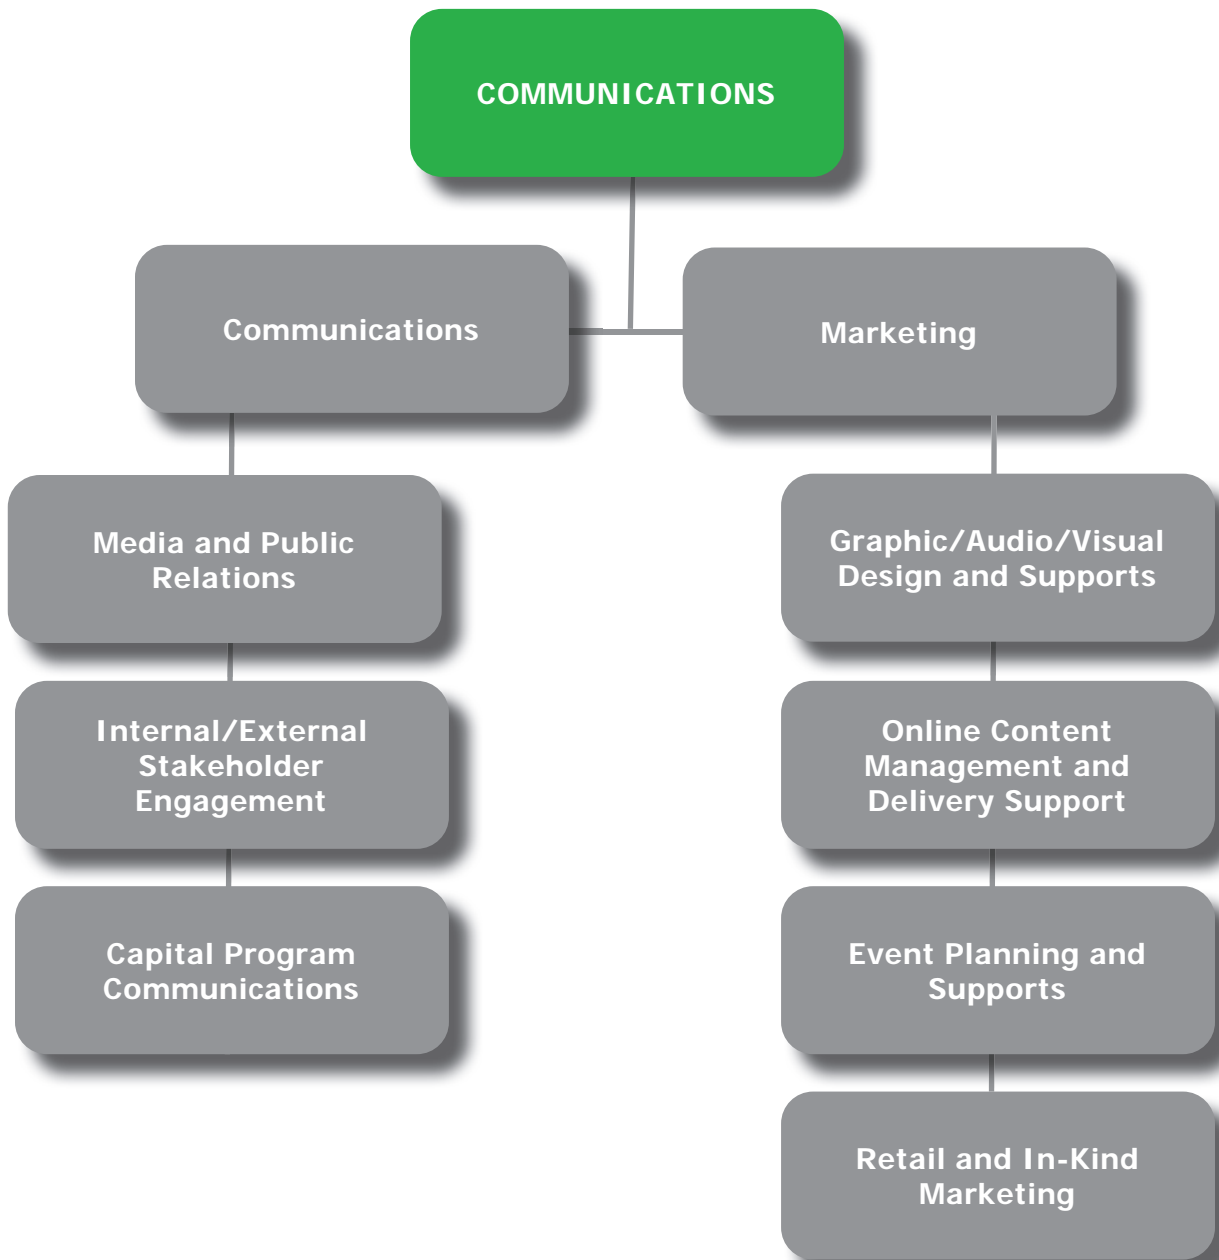 COMMUNICATIONS
Communications
Marketing
Media and Public
Relations
Internal/External
Stakeholder
Engagement
Capital Program
Communications
Graphic/Audio/Visual
Design and Supports
Online Content
Management and
Delivery Support
Event Planning and
Supports
Retail and In-Kind
Marketing